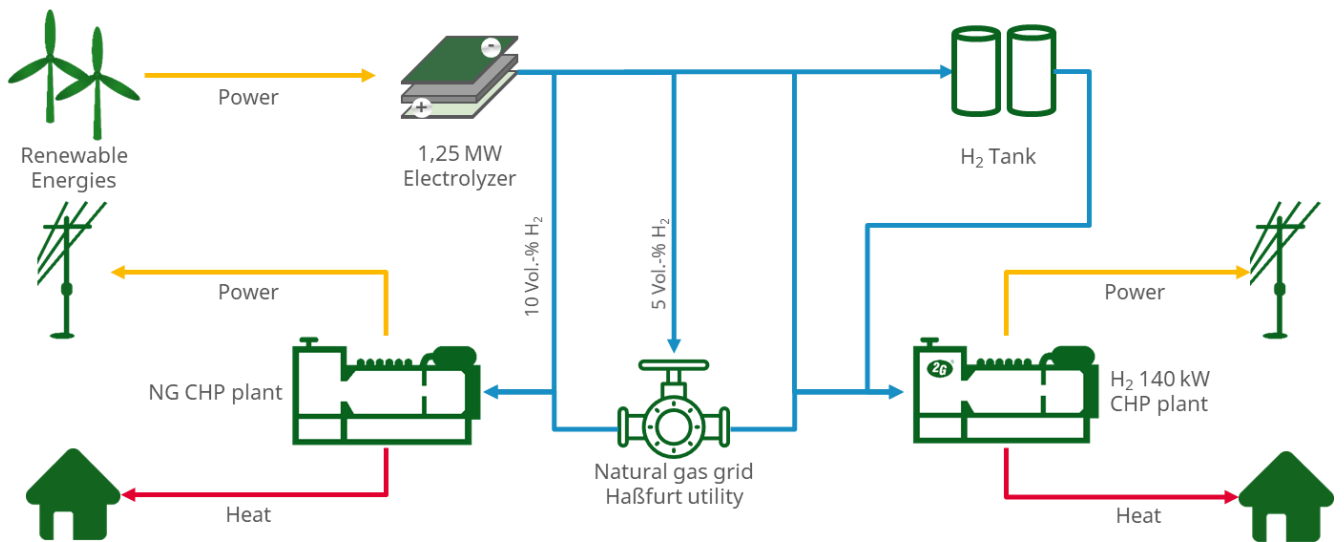 Power
Renewable
Energies
-
+
1,25 MW
Electrolyzer
H₂ Tank
10 Vol.-% H₂
5 Vol.-% H₂
Power
Power
NG CHP plant
2G
H₂ 140 kW
CHP plant
Natural gas grid
Haßfurt utility
Heat
Heat